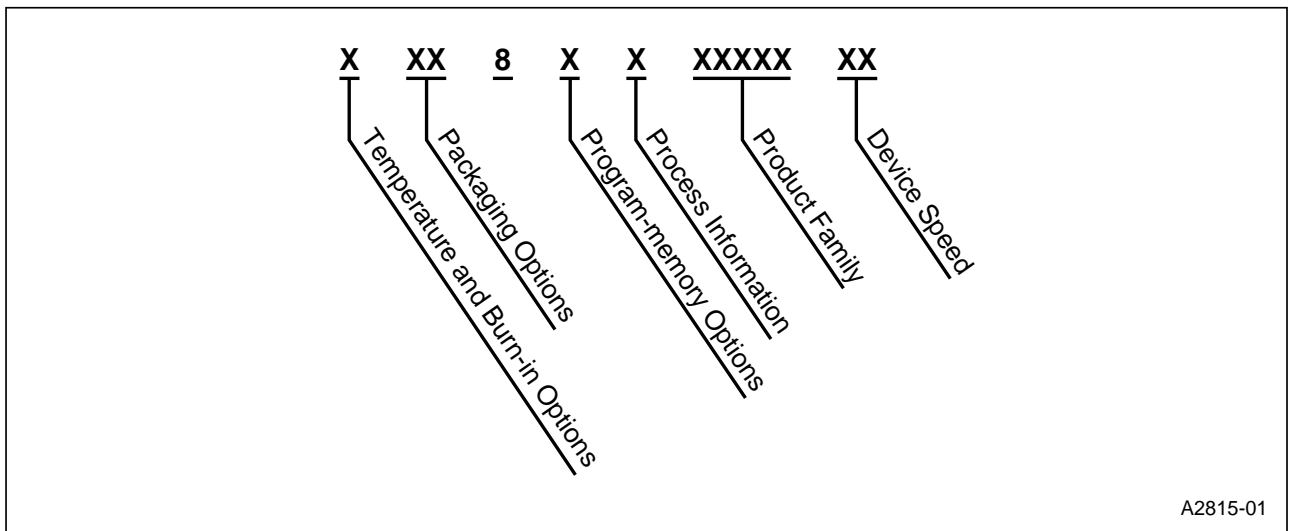 X XX 8 X X XXXXX XX
Temperature and Burn-in Options
Packaging Options
Program-memory Options
Process Information
Product Family
Device Speed
A2815-01